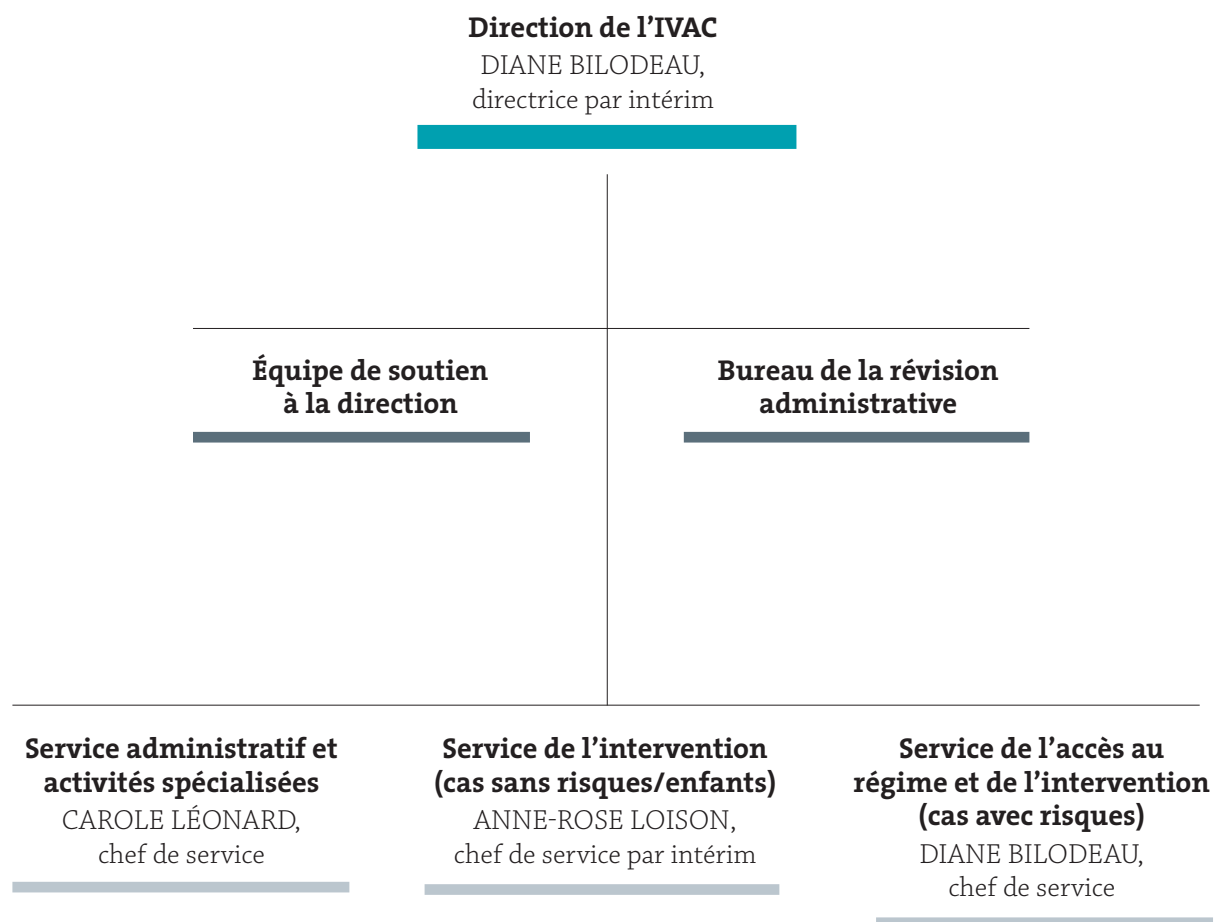 Direction de l’IVAC
DIANE BILODEAU,
directrice par intérim
Équipe de soutien
à la direction
Bureau de la révision
administrative
Service administratif et
activités spécialisées
CAROLE LÉONARD,
chef de service
Service de l’intervention
(cas sans risques/enfants)
ANNE-ROSE LOISON,
chef de service par intérim
Service de l’accès au
régime et de l’intervention
(cas avec risques)
DIANE BILODEAU,
chef de service